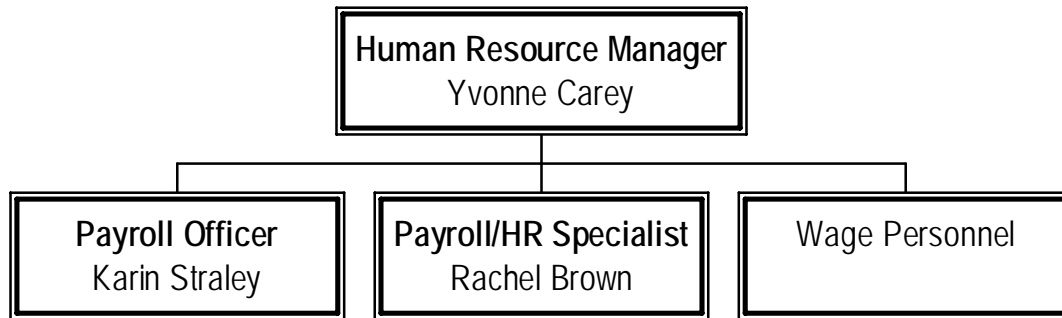 Human Resource Manager
Yvonne Carey
Payroll Officer
Karin Straley
Payroll/HR Specialist
Rachel Brown
Wage Personnel